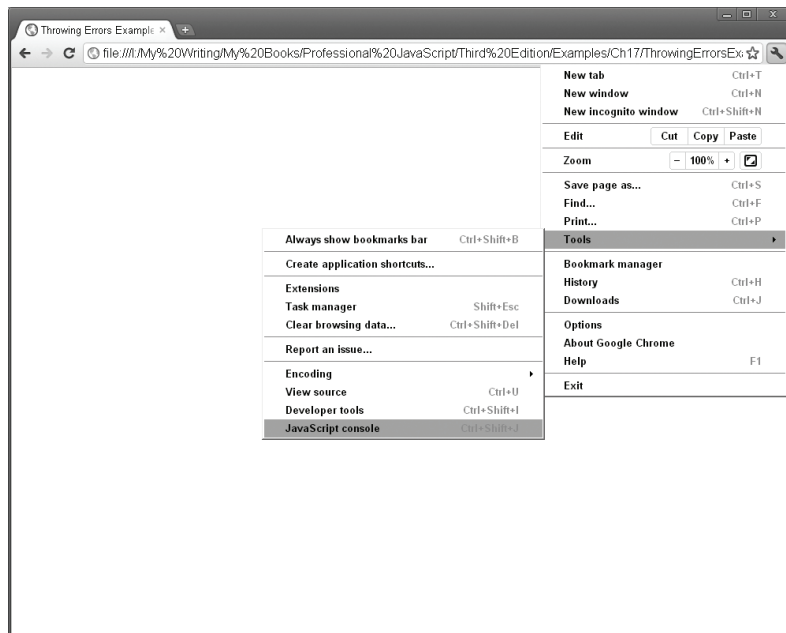 Throwing Errors Example
file:///I:/My%20Writing/My%20Books/Professional%20JavaScript/Third%20Edition/Examples/Ch17/ThrowingErrorsEx
New tab Ctrl+T
New window Ctrl+N
New incognito window Ctrl+Shift+N
Edit Cut Copy Paste
Zoom - 100% +
Save page as... Ctrl+S
Find... Ctrl+F
Print... Ctrl+P
Tools
Bookmark manager
History Ctrl+H
Downloads Ctrl+J
Options
About Google Chrome
Help F1
Exit
Always show bookmarks bar Ctrl+Shift+B
Create application shortcuts...
Extensions
Task manager Shift+Esc
Clear browsing data... Ctrl+Shift+Del
Report an issue...
Encoding
View source Ctrl+U
Developer tools Ctrl+Shift+I
JavaScript console Ctrl+Shift+J